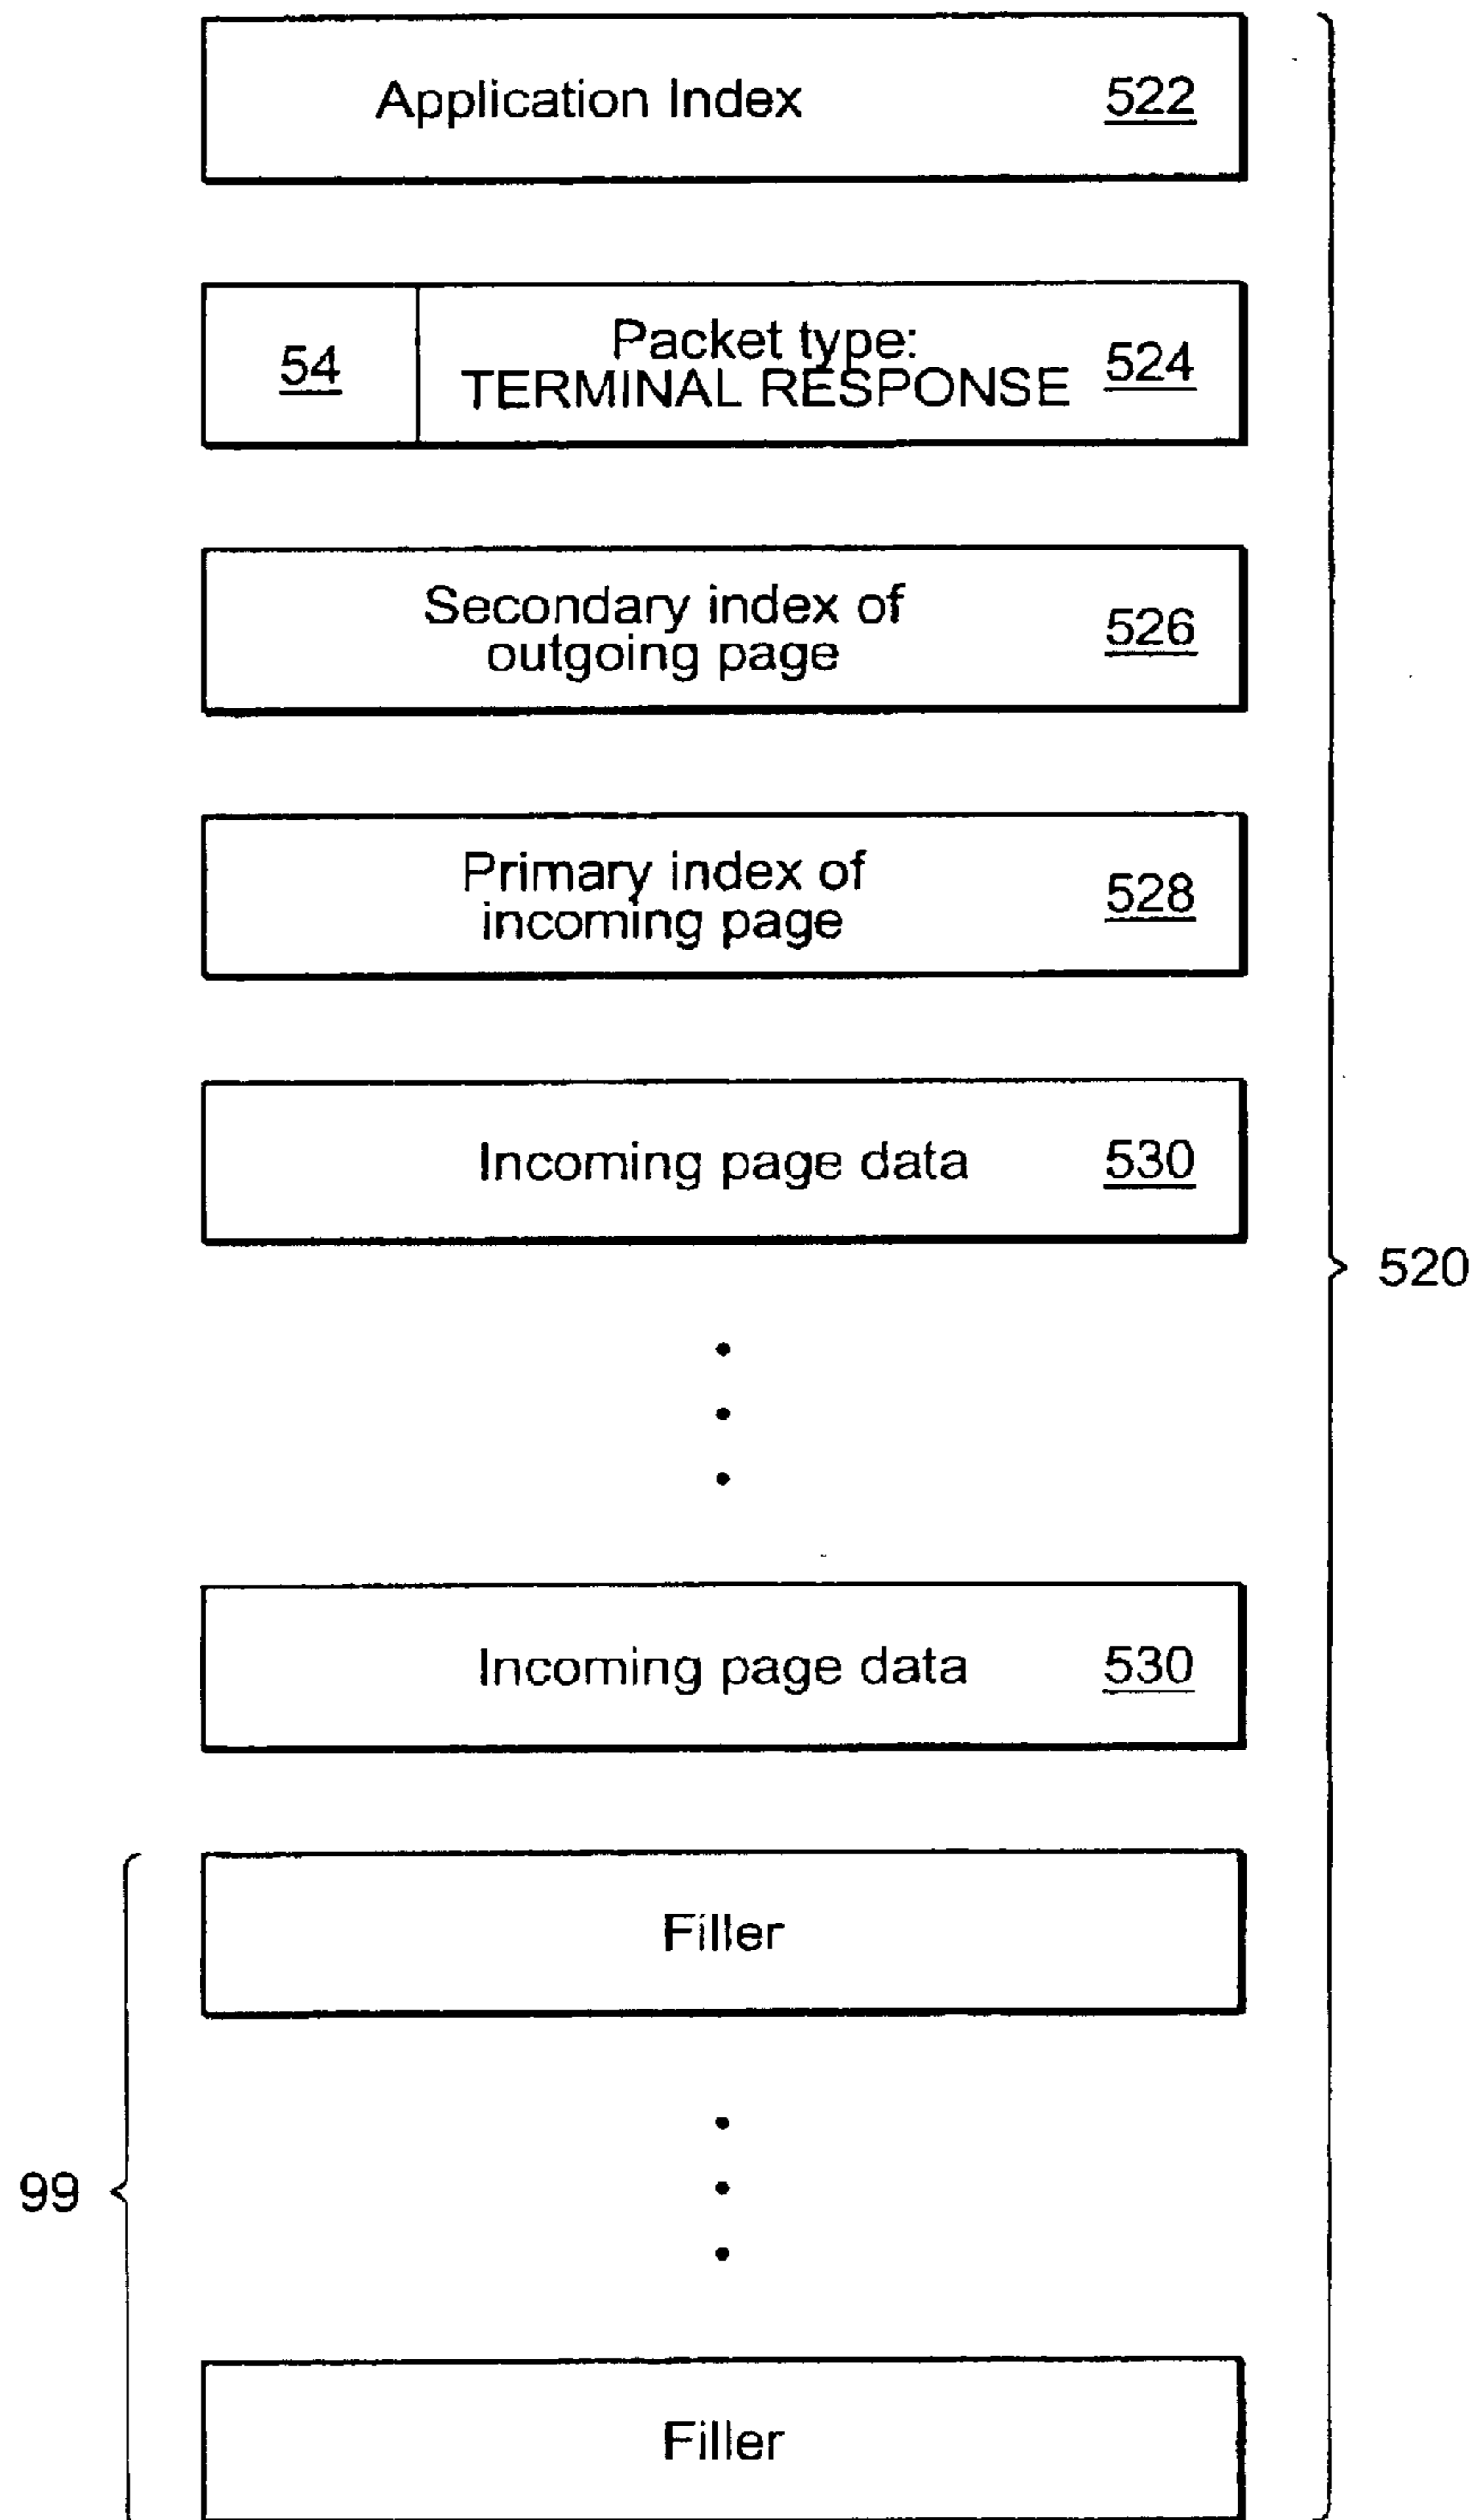 Application Index 522
54
Packet type:
TERMINAL RESPONSE 524
Secondary index of
outgoing page 526
Primary index of
incoming page 528
Incoming page data 530
520
Incoming page data 530
Filler
99
Filler